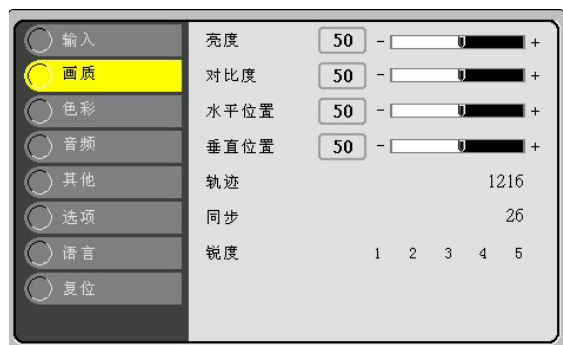 输入
画质
色彩
音频
其他
选项
语言
复位
亮度 50 - +
对比度 50 - +
水平位置 50 - +
垂直位置 50 - +
轨迹 1216
同步 26
锐度 1 2 3 4 5